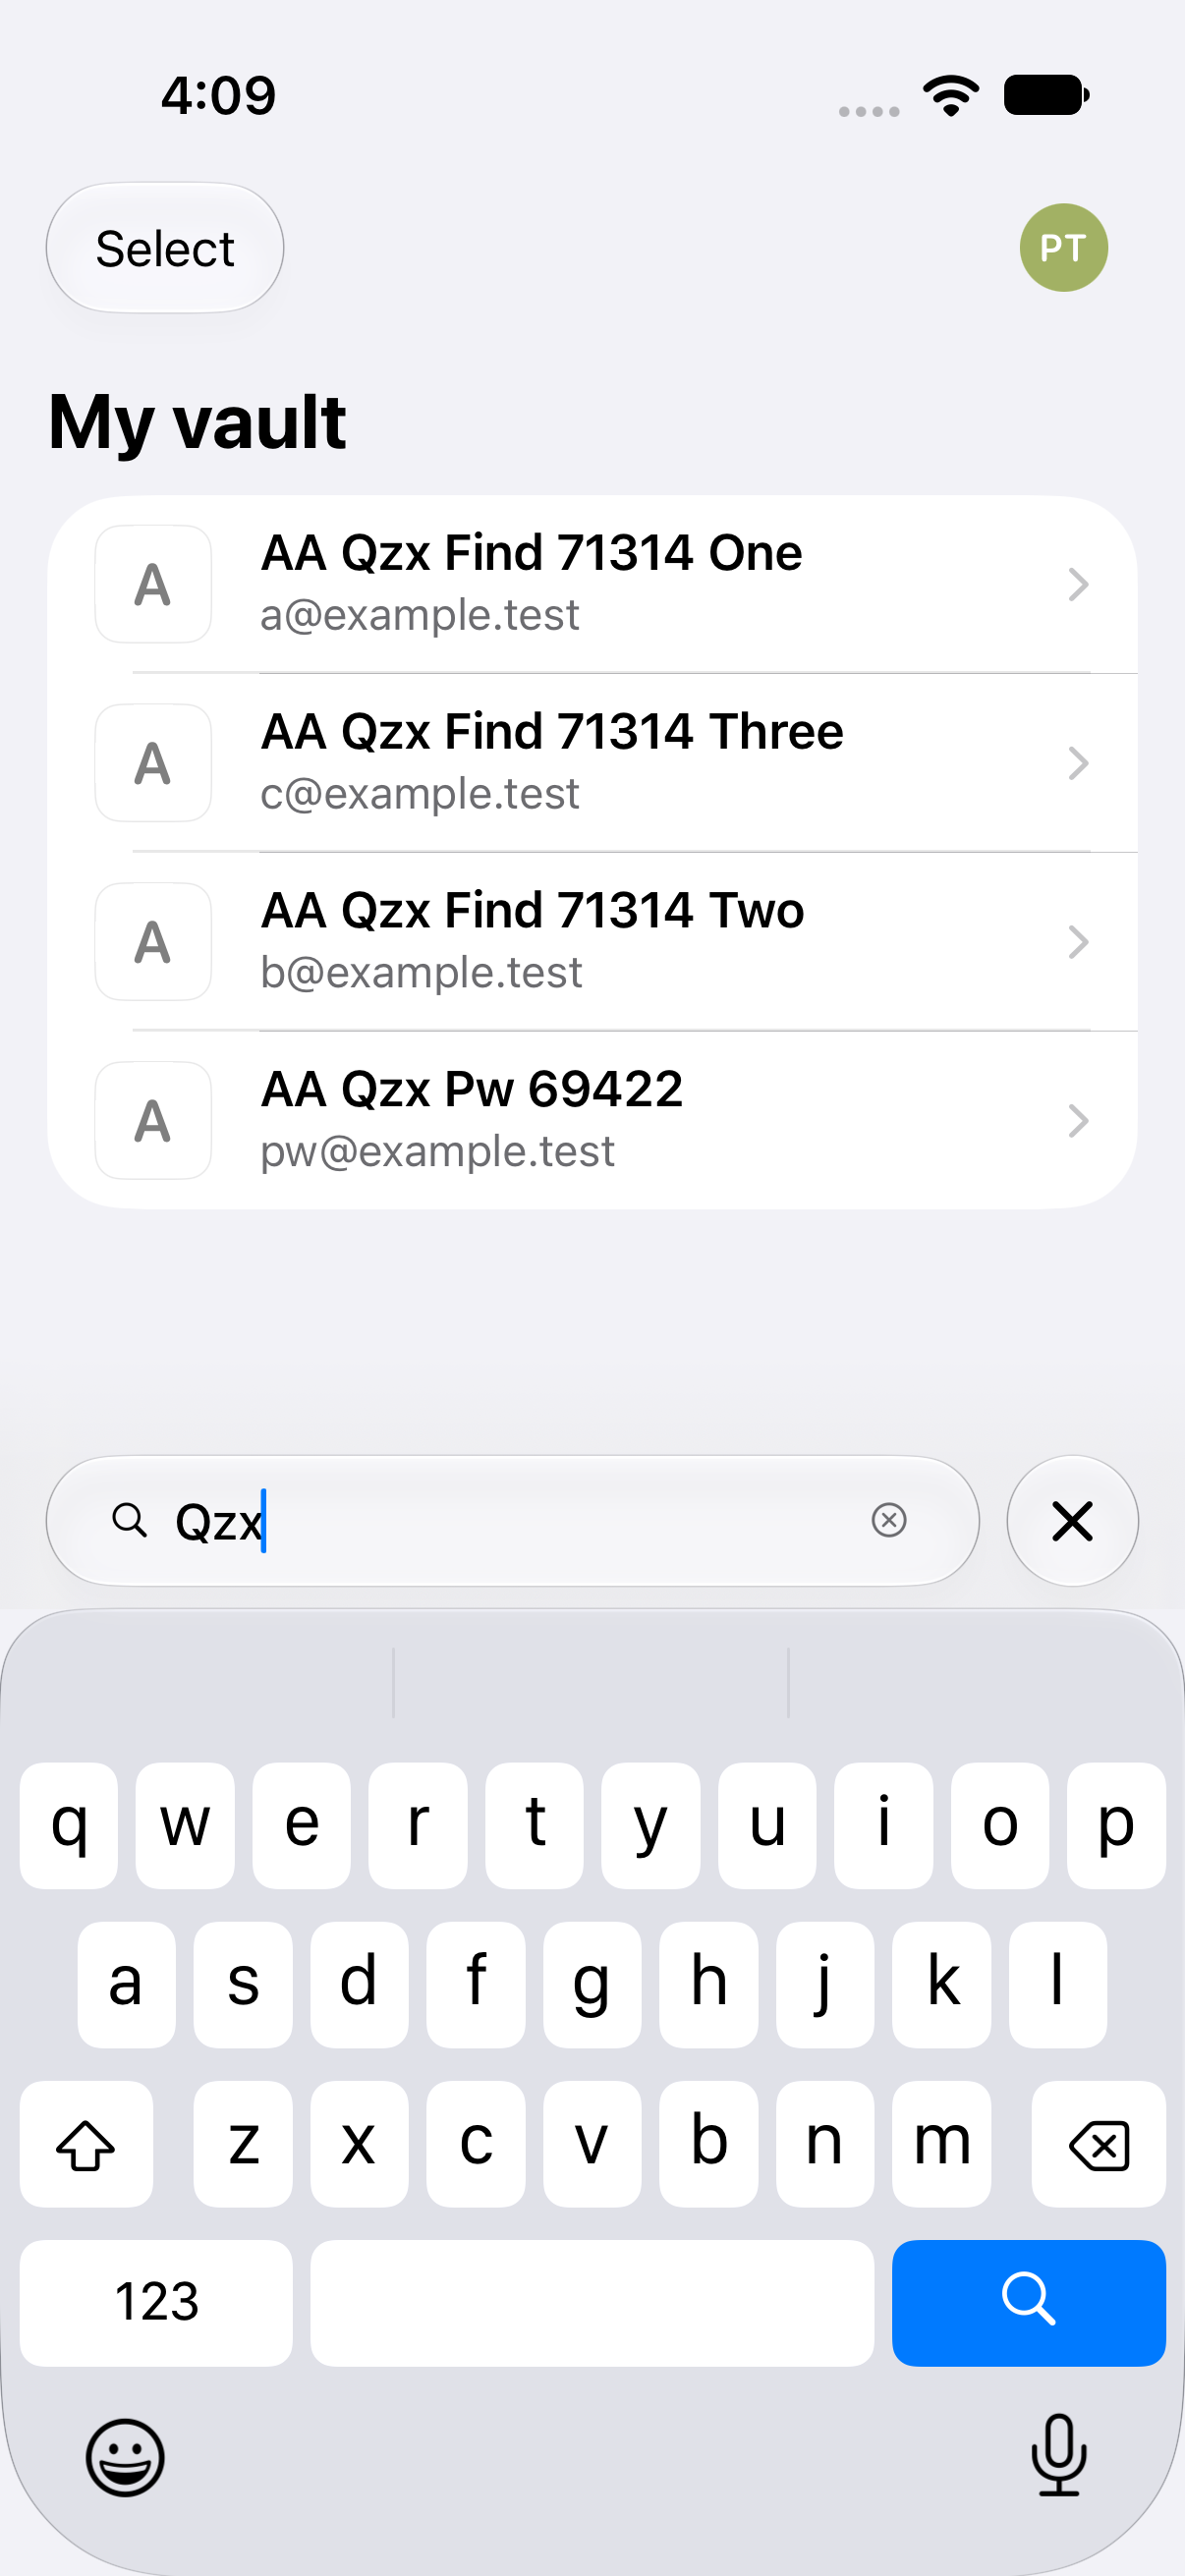 4:09
Select
PT
My vault
A
AA Qzx Find 71314 One
a@example.test
A
AA Qzx Find 71314 Three
c@example.test
A
AA Qzx Find 71314 Two
b@example.test
A
AA Qzx Pw 69422
pw@example.test
Qzx
q w e r t y u i o p
a s d f g h j k l
z x c v b n m
123